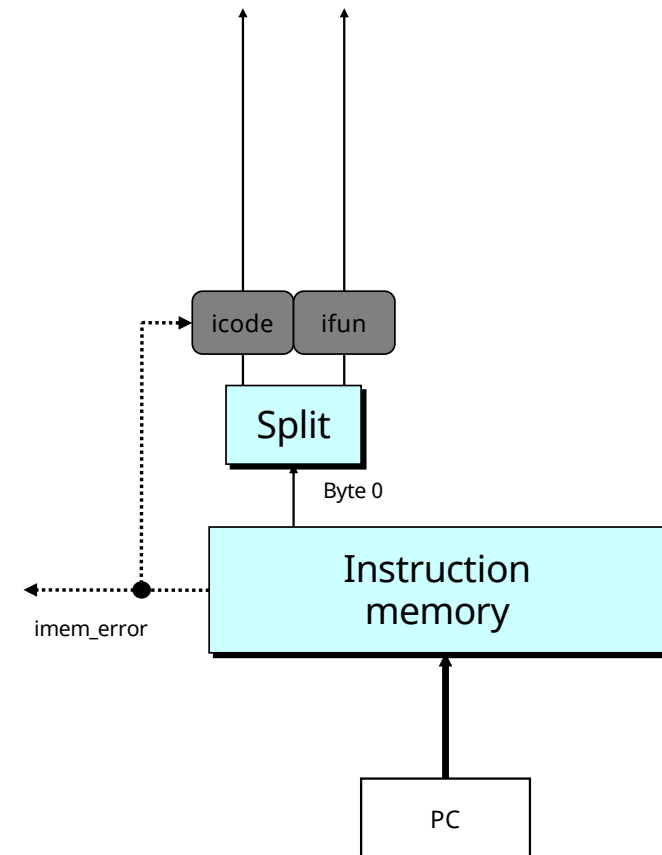 icode ifun
Split
Byte 0
Instruction
memory
imem_error
PC